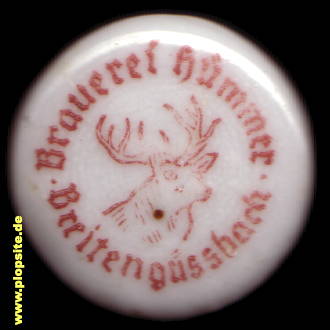 Brauerei Hümmer
· Breitengüssbach ·
www.plopsite.de